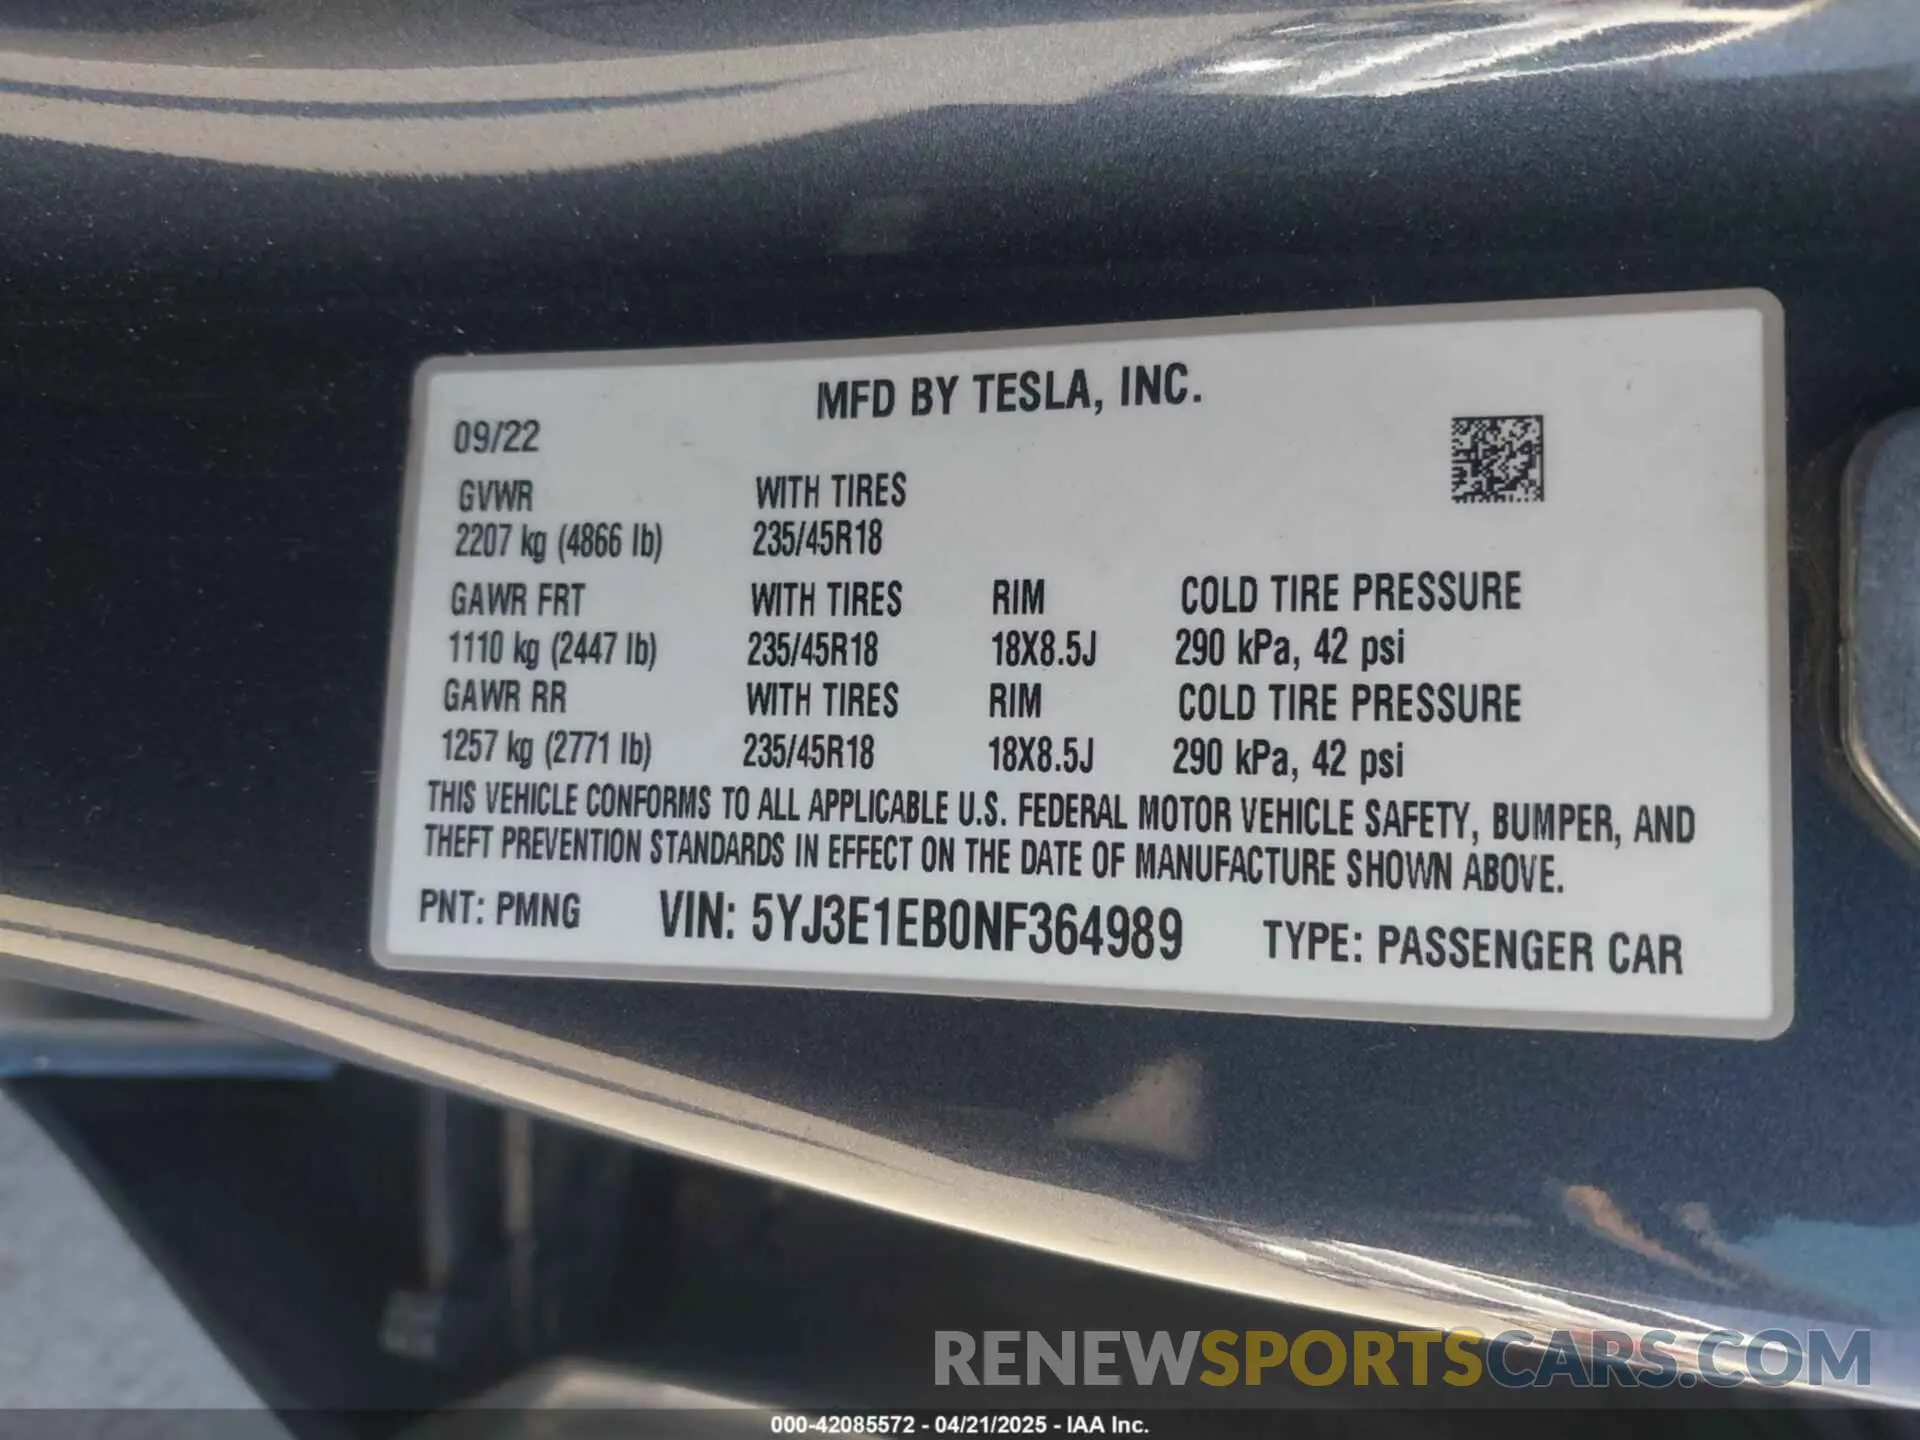 MFD BY TESLA, INC.
09/22
GVWR WITH TIRES
2207 kg (4866 lb) 235/45R18
GAWR FRT WITH TIRES RIM COLD TIRE PRESSURE
1110 kg (2447 lb) 235/45R18 18X8.5J 290 kPa, 42 psi
GAWR RR WITH TIRES RIM COLD TIRE PRESSURE
1257 kg (2771 lb) 235/45R18 18X8.5J 290 kPa, 42 psi
THIS VEHICLE CONFORMS TO ALL APPLICABLE U.S. FEDERAL MOTOR VEHICLE SAFETY, BUMPER, AND
THEFT PREVENTION STANDARDS IN EFFECT ON THE DATE OF MANUFACTURE SHOWN ABOVE.
PNT: PMNG VIN: 5YJ3E1EB0NF364989 TYPE: PASSENGER CAR
RENEWSPORTSCARS.COM
000-42085572 - 04/21/2025 - IAA Inc.